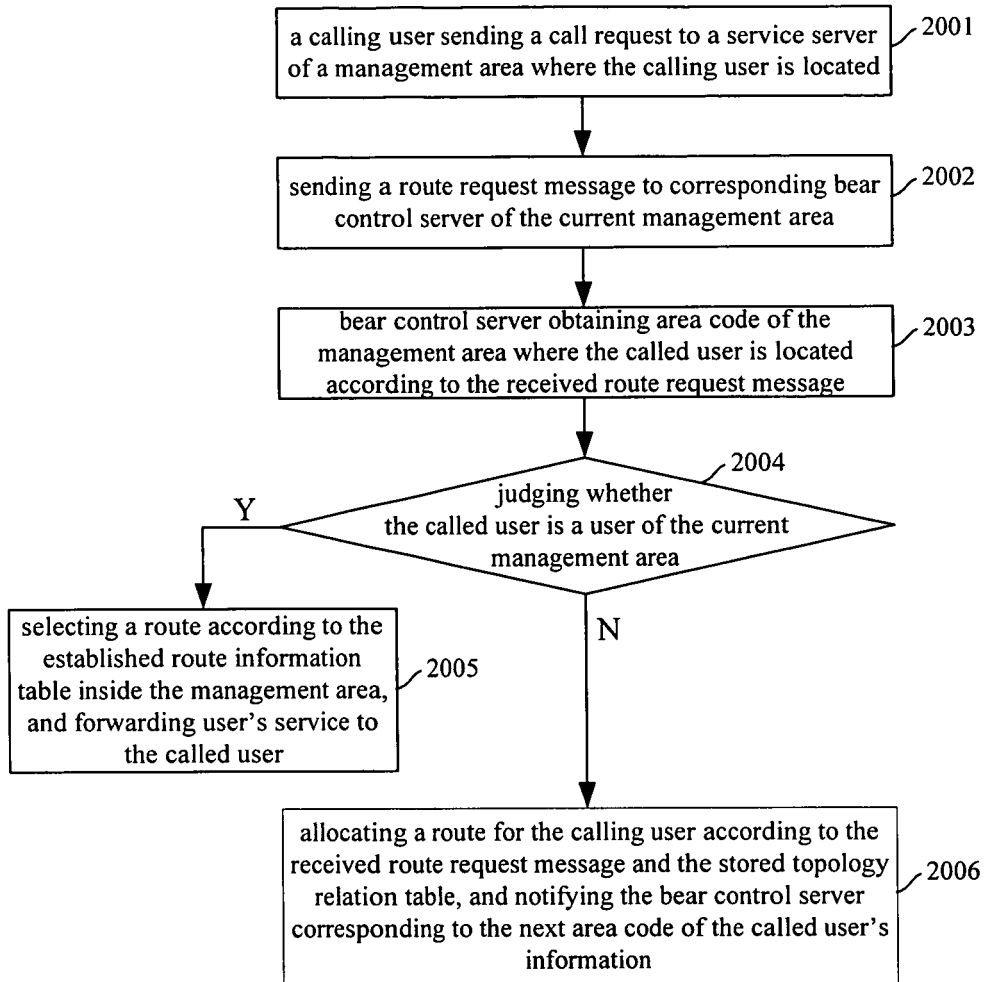 a calling user sending a call request to a service server
of a management area where the calling user is located
2001
sending a route request message to corresponding bear
control server of the current management area
2002
bear control server obtaining area code of the
management area where the called user is located
according to the received route request message
2003
2004
judging whether
the called user is a user of the current
management area
Y
N
selecting a route according to the
established route information
table inside the management area,
and forwarding user's service to
the called user
2005
allocating a route for the calling user according to the
received route request message and the stored topology
relation table, and notifying the bear control server
corresponding to the next area code of the called user's
information
2006